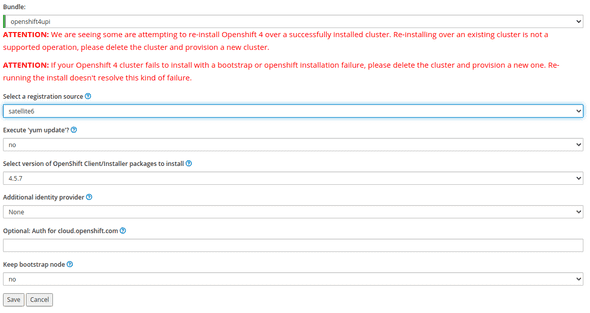 Bundle:
openshift4upi
ATTENTION: We are seeing some are attempting to re-install Openshift 4 over a successfully installed cluster. Re-Installing over an existing cluster is not a
supported operation, please delete the cluster and provision a new cluster.
ATTENTION: If your Openshift 4 cluster fails to install with a bootstrap or openshift installation failure, please delete the cluster and provision a new one. Re-
running the install doesn't resolve this kind of failure.
Select a registration source
satellite6
Execute 'yum update'?
no
Select version of OpenShift Client/Installer packages to install
4.5.7
Additional identity provider
None
Optional: Auth for cloud.openshift.com
Keep bootstrap node
no
Save Cancel